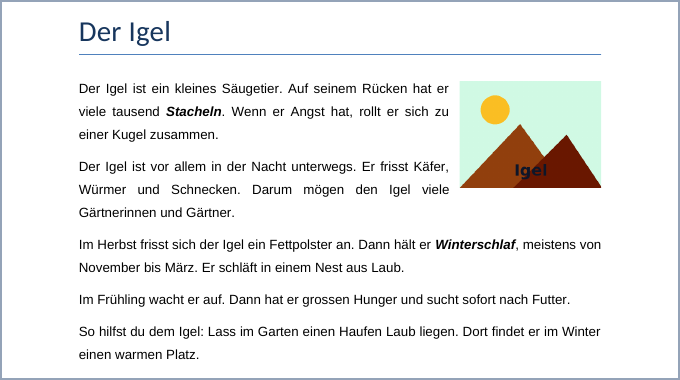 Der Igel
Der Igel ist ein kleines Säugetier. Auf seinem Rücken hat er
viele tausend Stacheln. Wenn er Angst hat, rollt er sich zu
einer Kugel zusammen.
Igel
Der Igel ist vor allem in der Nacht unterwegs. Er frisst Käfer,
Würmer und Schnecken. Darum mögen den Igel viele
Gärtnerinnen und Gärtner.
Im Herbst frisst sich der Igel ein Fettpolster an. Dann hält er Winterschlaf, meistens von
November bis März. Er schläft in einem Nest aus Laub.
Im Frühling wacht er auf. Dann hat er grossen Hunger und sucht sofort nach Futter.
So hilfst du dem Igel: Lass im Garten einen Haufen Laub liegen. Dort findet er im Winter
einen warmen Platz.